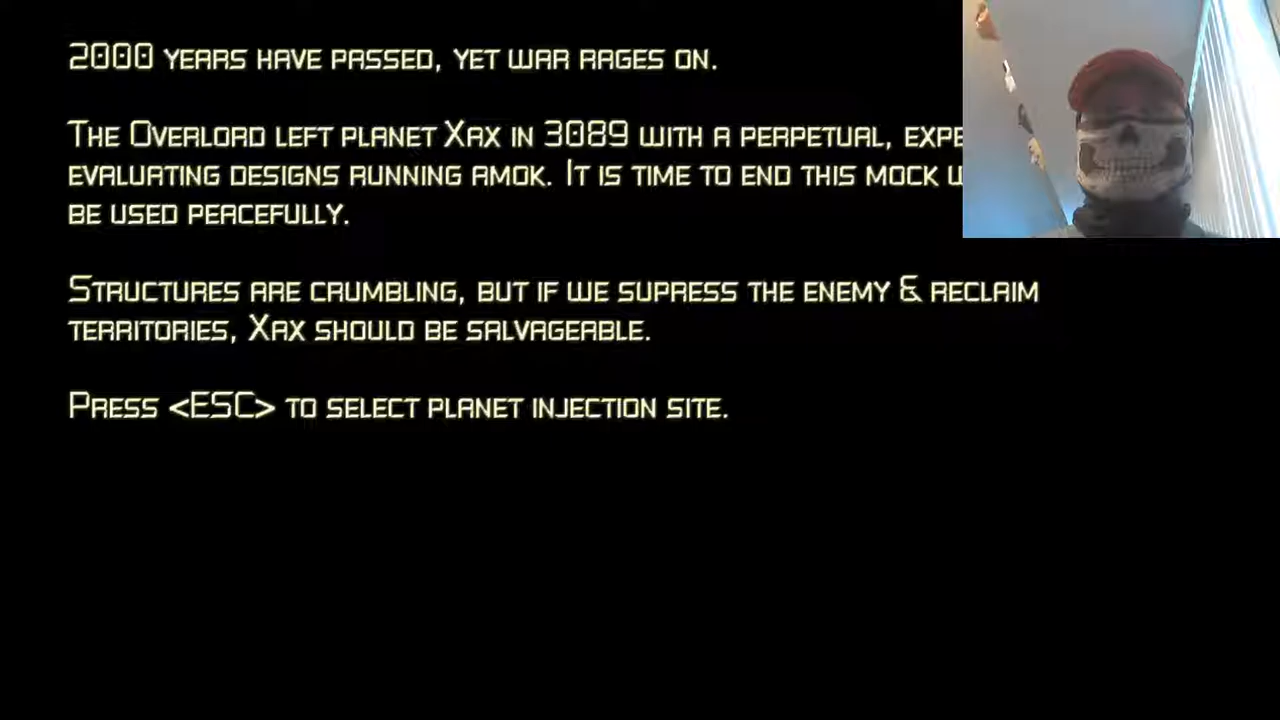 2000 years have passed, yet war rages on.
The Overlord left planet Xax in 3089 with a perpetual,
evaluating designs running amok. It is time to end this mock
be used peacefully.
Structures are crumbling, but if we supress the enemy & reclaim
territories, Xax should be salvageable.
Press <ESC> to select planet injection site.